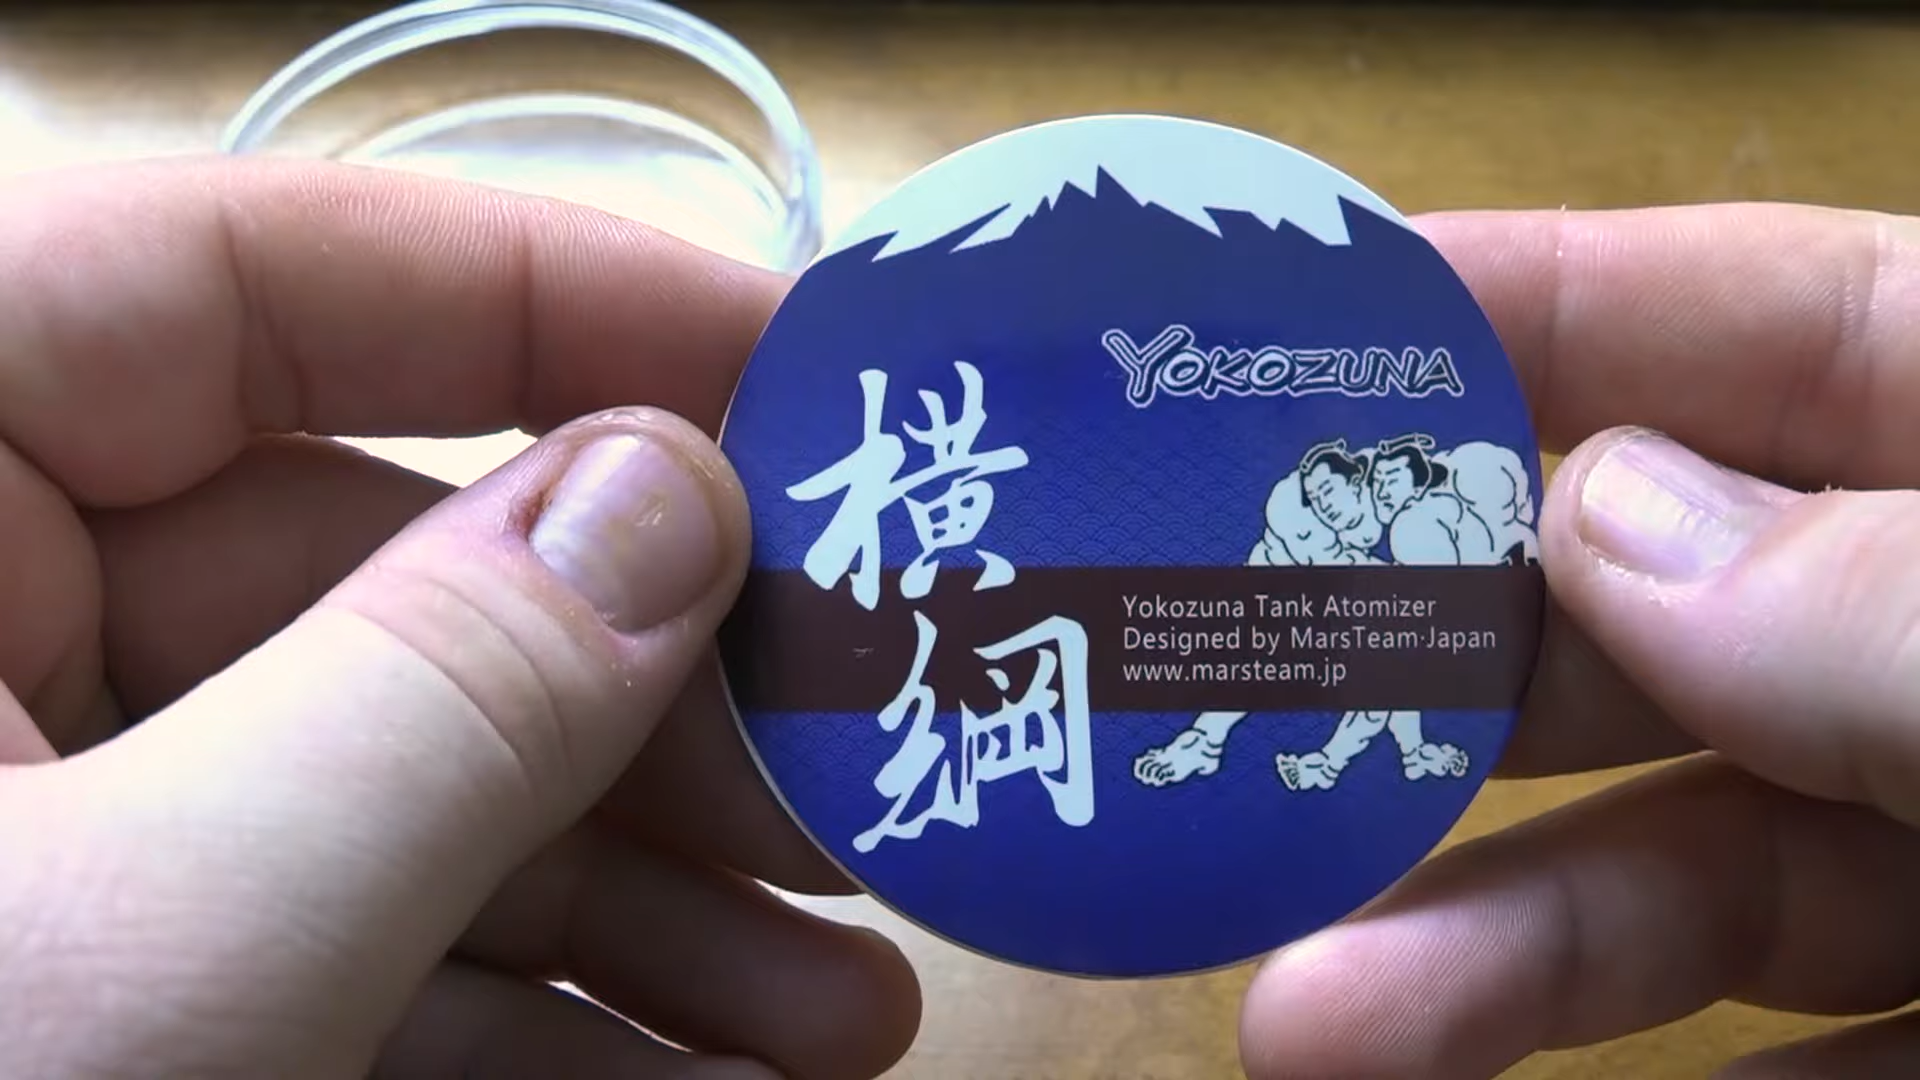 横綱
YOKOZUNA
Yokozuna Tank Atomizer
Designed by MarsTeam·Japan
www.marsteam.jp